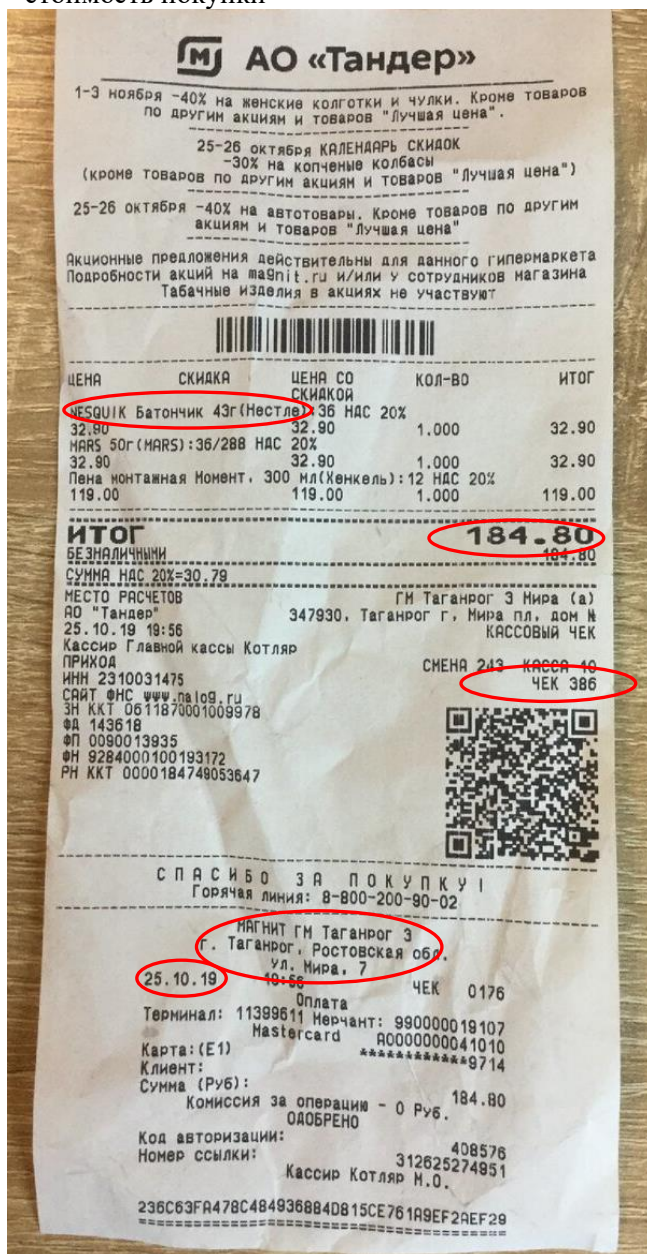 стоимость покупки
М АО «Тандер»
1-3 ноября -40% на женские колготки и чулки. Кроме товаров
по другим акциям и товаров "Лучшая цена".
25-26 октября КАЛЕНДАРЬ СКИДОК
-30% на копченые колбасы
(кроме товаров по другим акциям и товаров "Лучшая цена")
25-26 октября -40% на автотовары. Кроме товаров по другим
акциям и товаров "Лучшая цена"
Акционные предложения действительны для данного гипермаркета
Подробности акций на magnit.ru и/или у сотрудников магазина
Табачные изделия в акциях не участвуют
ЦЕНА СКИДКА ЦЕНА СО СКИДКОЙ КОЛ-ВО ИТОГ
NESQUIK Батончик 43г(Нестле):36 НДС 20%
32.90 32.90 1.000 32.90
MARS 50г(MARS):36/288 НДС 20%
32.90 32.90 1.000 32.90
Пена монтажная Момент, 300 мл(Хенкель):12 НДС 20%
119.00 119.00 1.000 119.00
ИТОГ 184.80
БЕЗНАЛИЧНЫМИ 184.80
СУММА НДС 20%=30.79
МЕСТО РАСЧЕТОВ ГМ Таганрог 3 Мира (а)
АО "Тандер" 347930, Таганрог г, Мира пл, дом №
25.10.19 19:56 КАССОВЫЙ ЧЕК
Кассир Главной кассы Котляр
ПРИХОД СМЕНА 243 КАССА 10
ИНН 2310031475 ЧЕК 386
САЙТ ФНС www.nalog.ru
ЗН ККТ 0611870001009978
ФД 143618
ФП 0090013935
ФН 9284000100193172
РН ККТ 0000184749053647
СПАСИБО ЗА ПОКУПКУ!
Горячая линия: 8-800-200-90-02
МАГНИТ ГМ Таганрог 3
г. Таганрог, Ростовская обл.
ул. Мира, 7
25.10.19 19:56 ЧЕК 0176
Оплата
Терминал: 11399611 Мерчант: 990000019107
Mastercard A0000000041010
Карта:(E1) ************9714
Клиент:
Сумма (Руб): 184.80
Комиссия за операцию - 0 Руб.
ОДОБРЕНО
Код авторизации: 408576
Номер ссылки: 312625274951
Кассир Котляр М.О.
236C63FA478C484936884D815CE761A9EF2AEF29